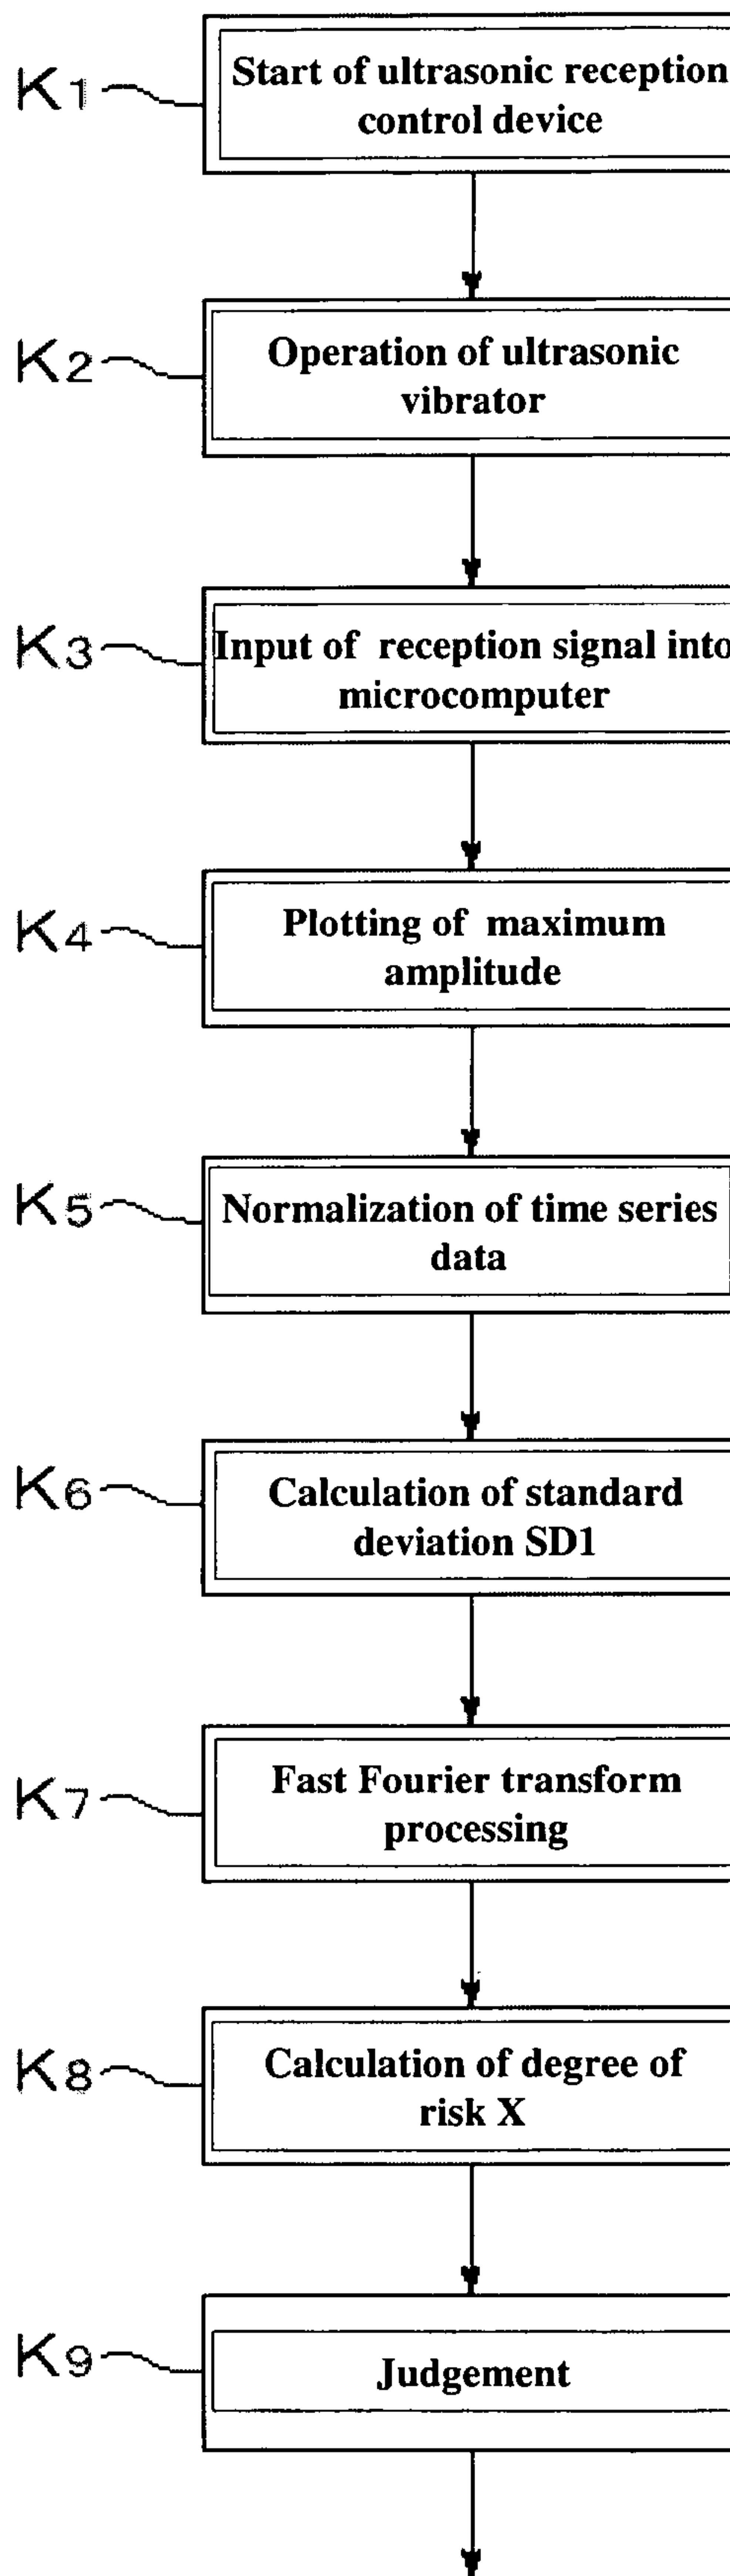 K1
Start of ultrasonic reception
control device
K2
Operation of ultrasonic
vibrator
K3
Input of reception signal into
microcomputer
K4
Plotting of maximum
amplitude
K5
Normalization of time series
data
K6
Calculation of standard
deviation SD1
K7
Fast Fourier transform
processing
K8
Calculation of degree of
risk X
K9
Judgement